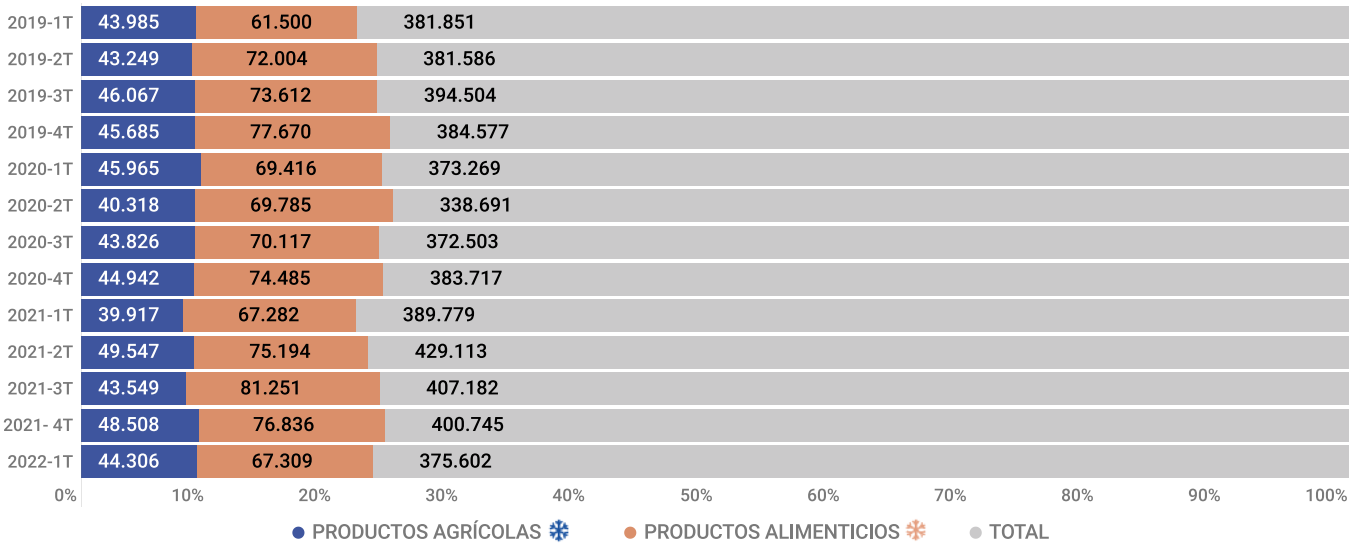 2019-1T 43.985 61.500 381.851
2019-2T 43.249 72.004 381.586
2019-3T 46.067 73.612 394.504
2019-4T 45.685 77.670 384.577
2020-1T 45.965 69.416 373.269
2020-2T 40.318 69.785 338.691
2020-3T 43.826 70.117 372.503
2020-4T 44.942 74.485 383.717
2021-1T 39.917 67.282 389.779
2021-2T 49.547 75.194 429.113
2021-3T 43.549 81.251 407.182
2021- 4T 48.508 76.836 400.745
2022-1T 44.306 67.309 375.602
0% 10% 20% 30% 40% 50% 60% 70% 80% 90% 100%
PRODUCTOS AGRÍCOLAS PRODUCTOS ALIMENTICIOS TOTAL